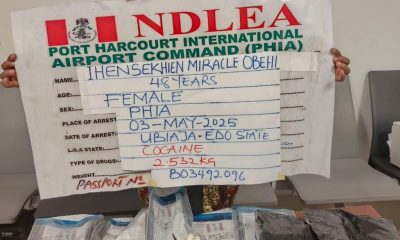 NDLEA
PORT HARCOURT INTERNATIONAL
AIRPORT COMMAND (PHIA)
NAME: IHENSEKHIEN MIRACLE OBEHI
AGE: 48 YEARS
SEX: FEMALE
PLACE OF ARREST PHIA
DATE OF ARREST 03-MAY-2025
L.G.A STATE: UBIAJA-EDO STATE
TYPE OF DRUGS: COCAINE
WEIGHT: 2.532KG
PASSPORT NO B03492096